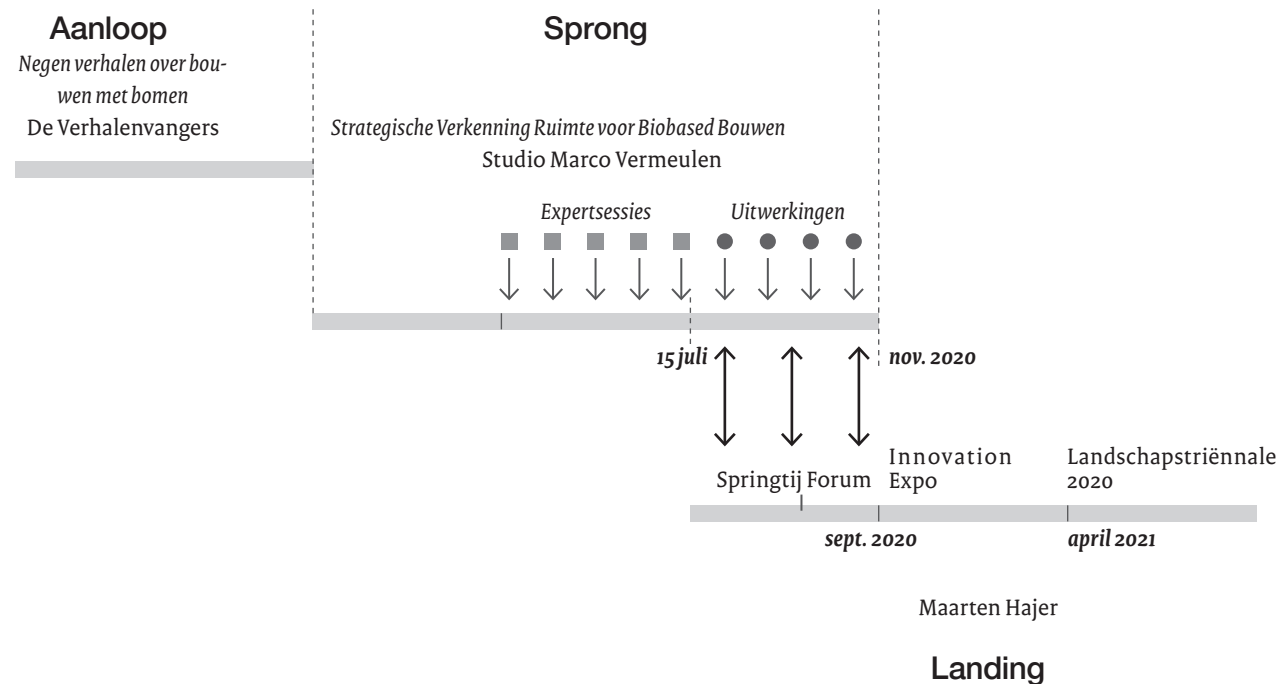 Aanloop
Negen verhalen over bou-
wen met bomen
De Verhalenvangers
Sprong
Strategische Verkenning Ruimte voor Biobased Bouwen
Studio Marco Vermeulen
Expertsessies
Uitwerkingen
15 juli
nov. 2020
Springtij Forum
Innovation
Expo
Landschapstriënnale
2020
sept. 2020
april 2021
Maarten Hajer
Landing